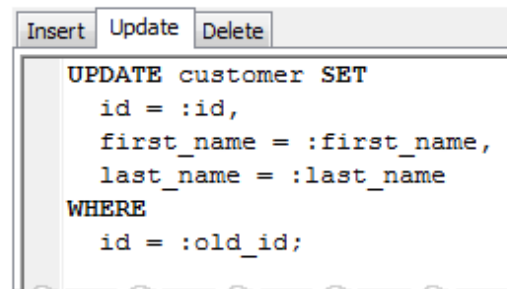 Insert Update Delete
UPDATE customer SET
id = :id,
first_name = :first_name,
last_name = :last_name
WHERE
id = :old_id;